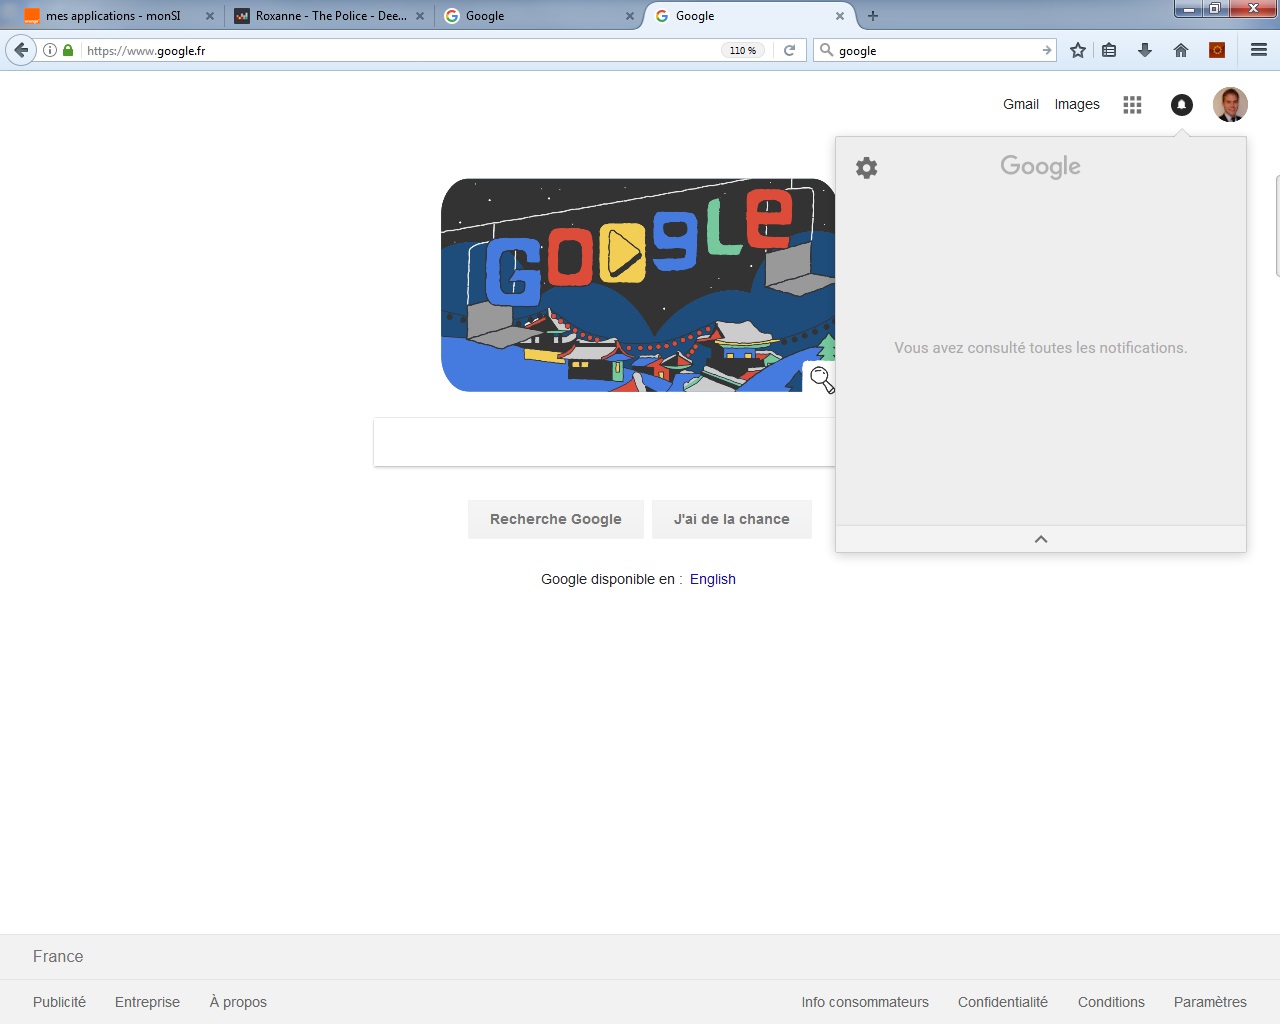 mes applications - monSI
Roxanne - The Police - Dee...
Google
Google
https://www.google.fr
110 %
google
Gmail
Images
Google
GOOGLE
Vous avez consulté toutes les notifications.
Recherche Google
J'ai de la chance
Google disponible en : English
France
Publicité
Entreprise
À propos
Info consommateurs
Confidentialité
Conditions
Paramètres